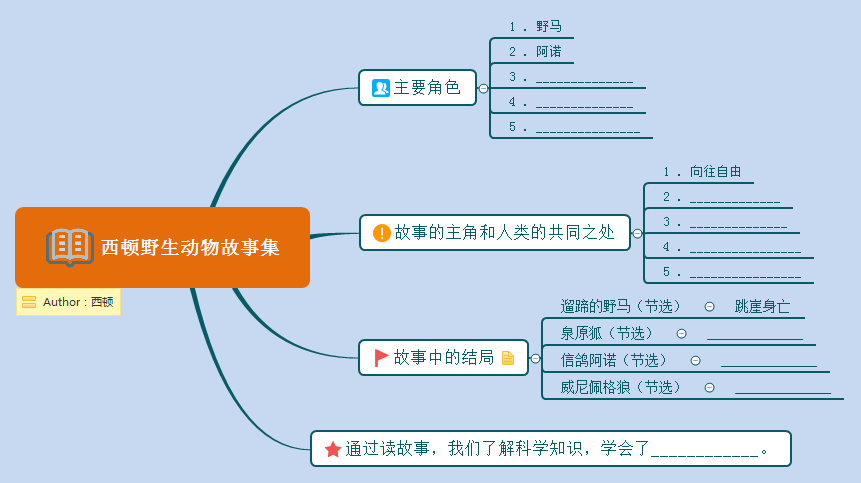 西顿野生动物故事集
Author：西顿
主要角色
1 . 野马
2 . 阿诺
3 . ______________
4 . ______________
5 . _______________
故事的主角和人类的共同之处
1 . 向往自由
2 . _____________
3 . ______________
4 . ________________
5 . ________________
故事中的结局
遛蹄的野马（节选） 跳崖身亡
泉原狐（节选） ______________
信鸽阿诺（节选） ______________
威尼佩格狼（节选） ______________
通过读故事，我们了解科学知识，学会了____________。